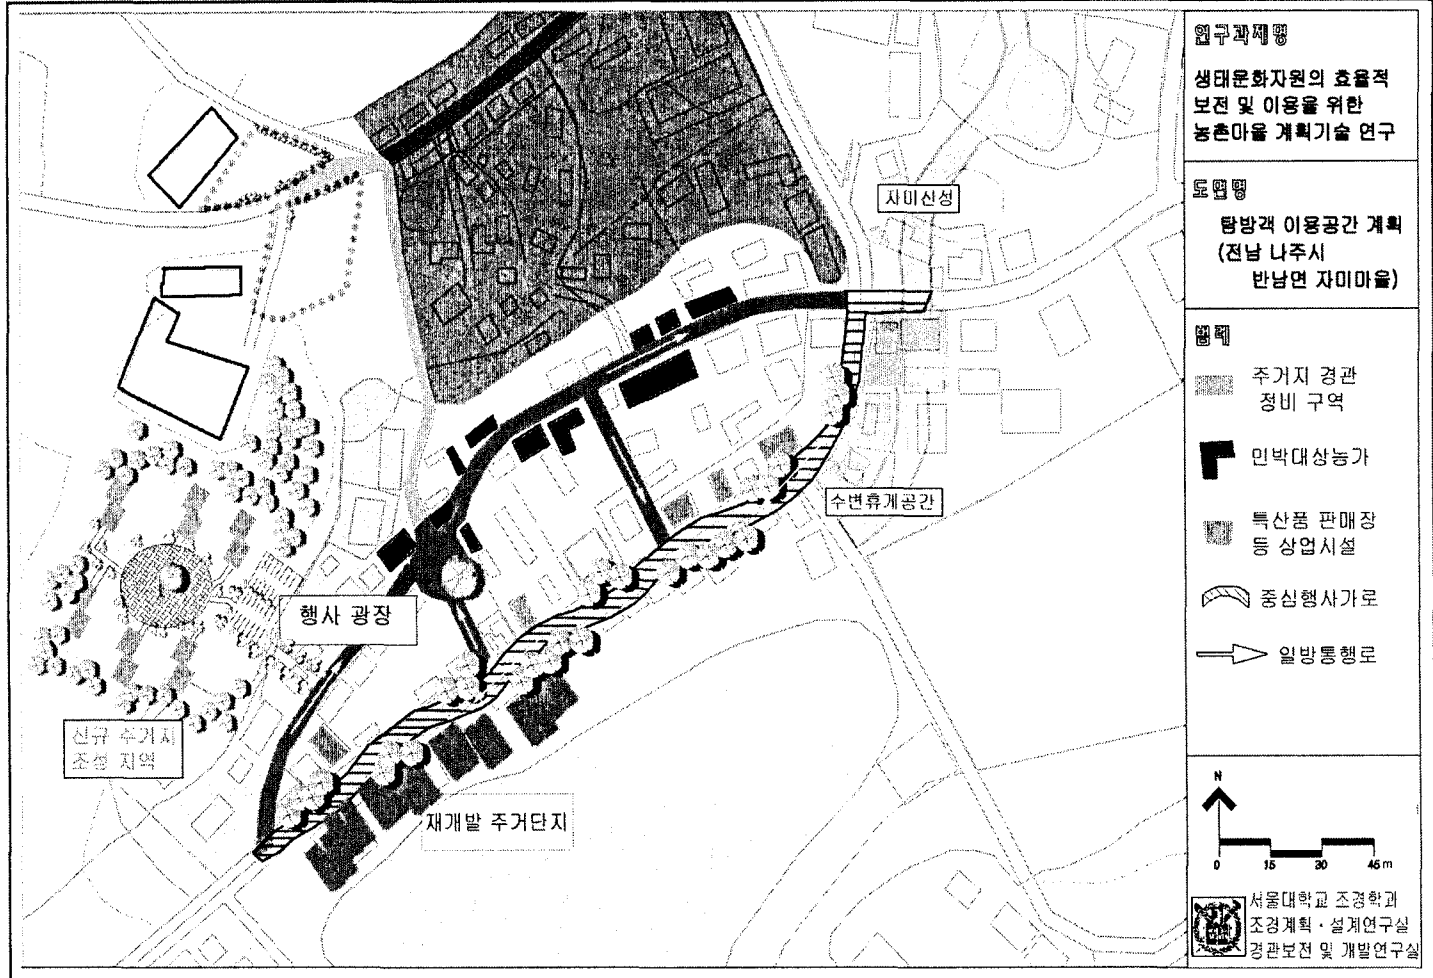 자미산성
수변휴게공간
행사 광장
신규 주거지
조성 지역
재개발 주거단지
연구과제명
생태문화자원의 효율적
보전 및 이용을 위한
농촌마을 계획기술 연구
도면명
탐방객 이용공간 계획
(전남 나주시
반남면 자미마을)
범례
주거지 경관
정비 구역
민박대상농가
특산품 판매장
등 상업시설
중심행사가로
일방통행로
N
0 15 30 45m
서울대학교 조경학과
조경계획 · 설계연구실
경관보전 및 개발연구실